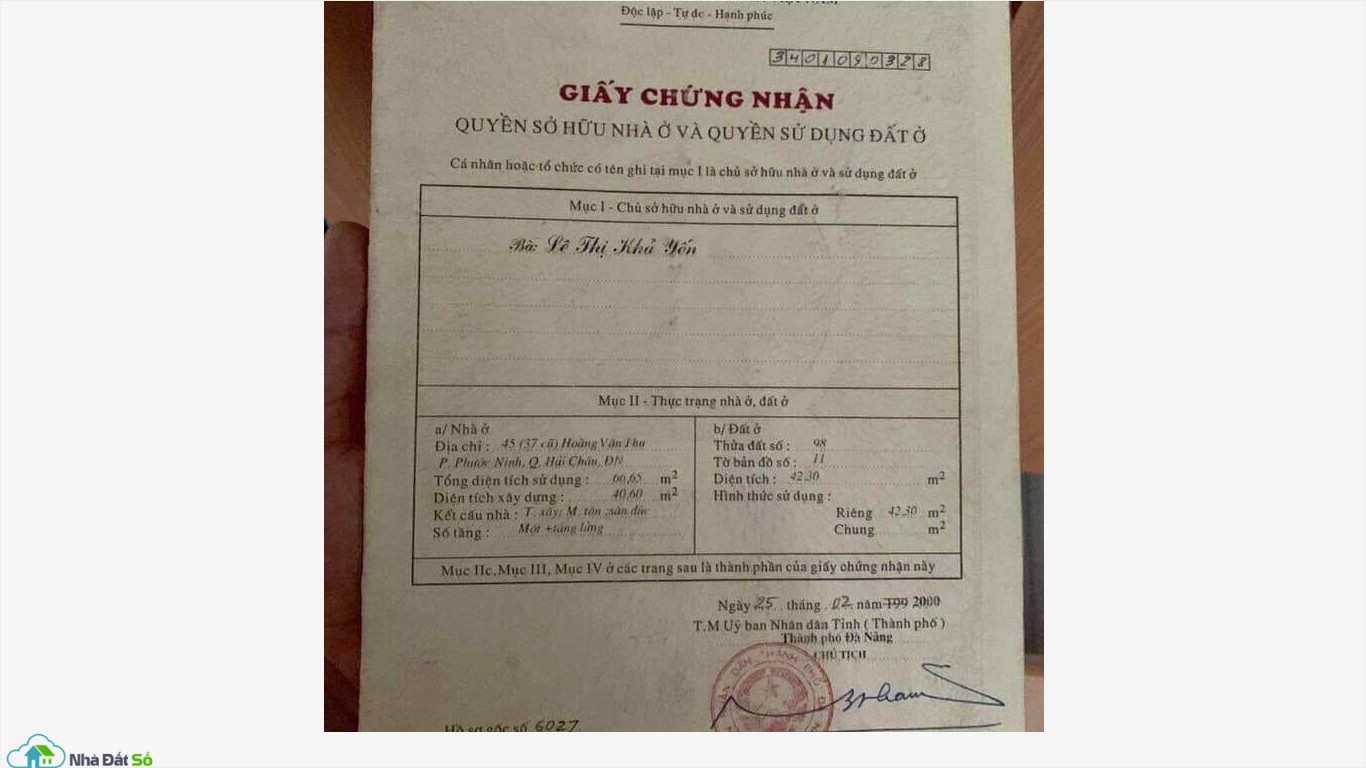 Độc lập - Tự do - Hạnh phúc
3401090328
GIẤY CHỨNG NHẬN
QUYỀN SỞ HỮU NHÀ Ở VÀ QUYỀN SỬ DỤNG ĐẤT Ở
Cá nhân hoặc tổ chức có tên ghi tại mục I là chủ sở hữu nhà ở và sử dụng đất ở
Mục I - Chủ sở hữu nhà ở và sử dụng đất ở
Bà: Lê Thị Khả Yến
Mục II - Thực trạng nhà ở, đất ở
a/ Nhà ở
Địa chỉ : 45 (37 cũ) Hoàng Văn Thụ
P. Phước Ninh, Q. Hải Châu, ĐN
Tổng diện tích sử dụng : 66,65 m²
Diện tích xây dựng : 40,60 m²
Kết cấu nhà : T. xây; M. tôn ;sàn đúc
Số tầng : Một +tầng lửng
b/ Đất ở
Thửa đất số : 98
Tờ bản đồ số : 11
Diện tích : 42,30 m²
Hình thức sử dụng :
Riêng 42,30 m²
Chung m²
Mục IIc,Mục III, Mục IV ở các trang sau là thành phần của giấy chứng nhận này
Ngày 25 tháng 02 năm 199 2000
T.M Uỷ ban Nhân dân Tỉnh ( Thành phố )
Thành phố Đà Nẵng
CHỦ TỊCH
DÂN THÀNH PHỐ
Hồ sơ gốc số 6027
Nhà Đất Số